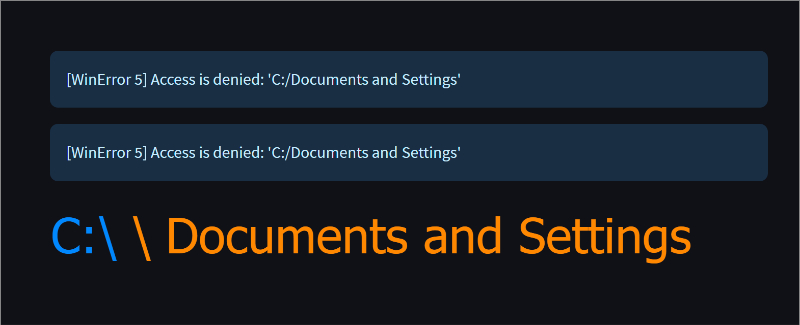 [WinError 5] Access is denied: 'C:/Documents and Settings'
[WinError 5] Access is denied: 'C:/Documents and Settings'
C:\ \ Documents and Settings